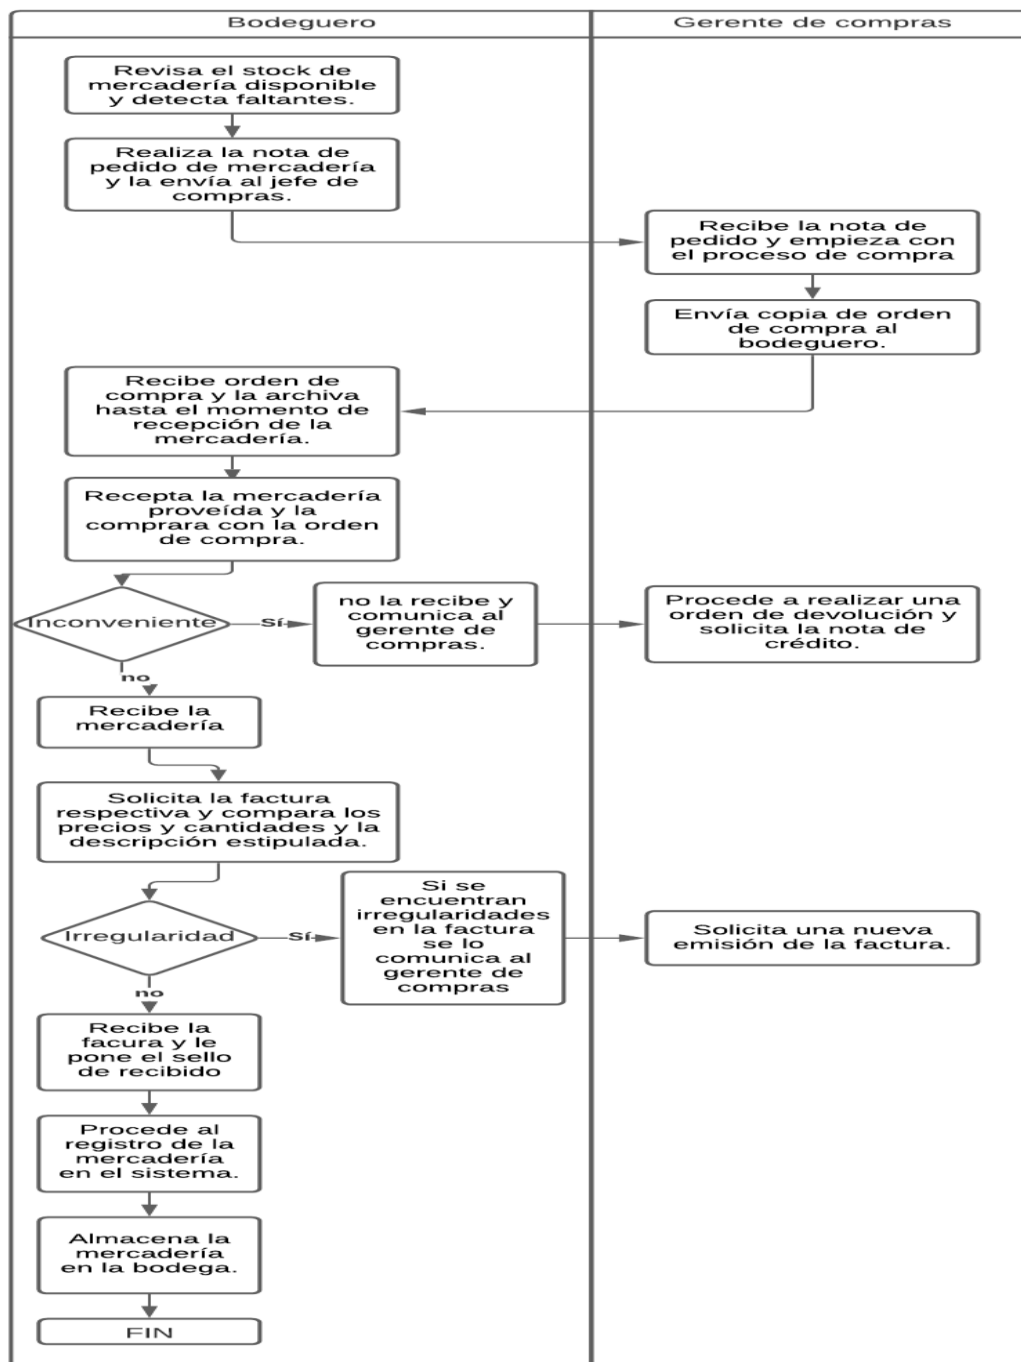 Bodeguero
Gerente de compras
Revisa el stock de
mercadería disponible
y detecta faltantes.
Realiza la nota de
pedido de mercadería
y la envía al jefe de
compras.
Recibe la nota de
pedido y empieza con
el proceso de compra
Envía copia de orden
de compra al
bodeguero.
Recibe orden de
compra y la archiva
hasta el momento de
recepción de la
mercadería.
Recepta la mercadería
proveída y la
comprara con la orden
de compra.
Inconveniente
Sí
no la recibe y
comunica al
gerente de
compras.
Procede a realizar una
orden de devolución y
solicita la nota de
crédito.
no
Recibe la
mercadería
Solicita la factura
respectiva y compara los
precios y cantidades y la
descripción estipulada.
Irregularidad
Sí
Si se
encuentran
irregularidades
en la factura
se lo
comunica al
gerente de
compras
Solicita una nueva
emisión de la factura.
no
Recibe la
facura y le
pone el sello
de recibido
Procede al
registro de la
mercadería
en el sistema.
Almacena la
mercadería
en la bodega.
FIN